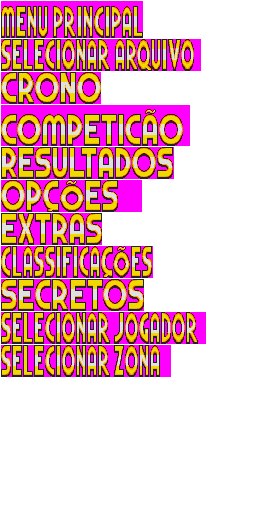 MENU PRINCIPAL
SELECIONAR ARQUIVO
CRONO
COMPETIÇÃO
RESULTADOS
OPÇÕES
EXTRAS
CLASSIFICAÇÕES
SECRETOS
SELECIONAR JOGADOR
SELECIONAR ZONA